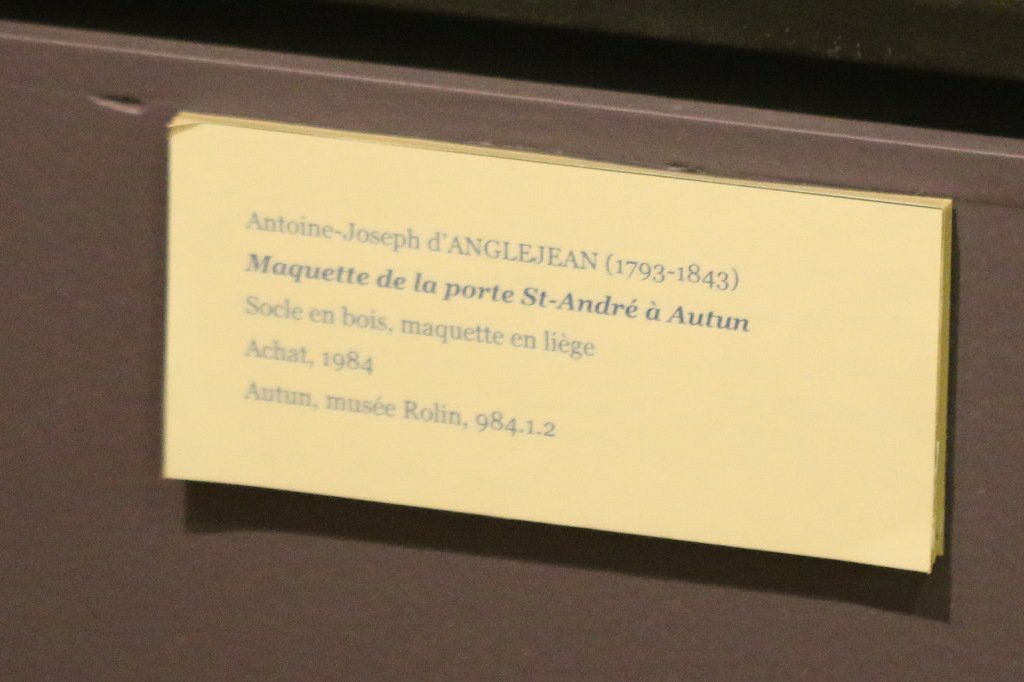 Antoine-Joseph d'ANGLEJEAN (1793-1843)
Maquette de la porte St-André à Autun
Socle en bois, maquette en liège
Achat, 1984
Autun, musée Rolin, 984.1.2